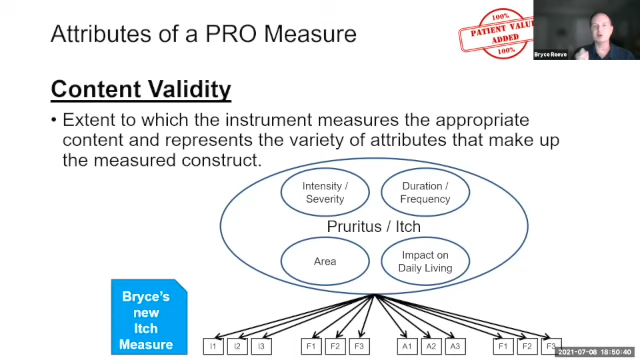 Attributes of a PRO Measure
100%
PATIENT VALUE
ADDED
100%
Bryce Reeve
Content Validity
• Extent to which the instrument measures the appropriate
content and represents the variety of attributes that make up
the measured construct.
Intensity /
Severity
Duration /
Frequency
Pruritus / Itch
Area
Impact on
Daily Living
Bryce's
new
Itch
Measure
I1 I2 I3 F1 F2 F3 A1 A2 A3 F1 F2 F3
2021-07-08 18:50:40